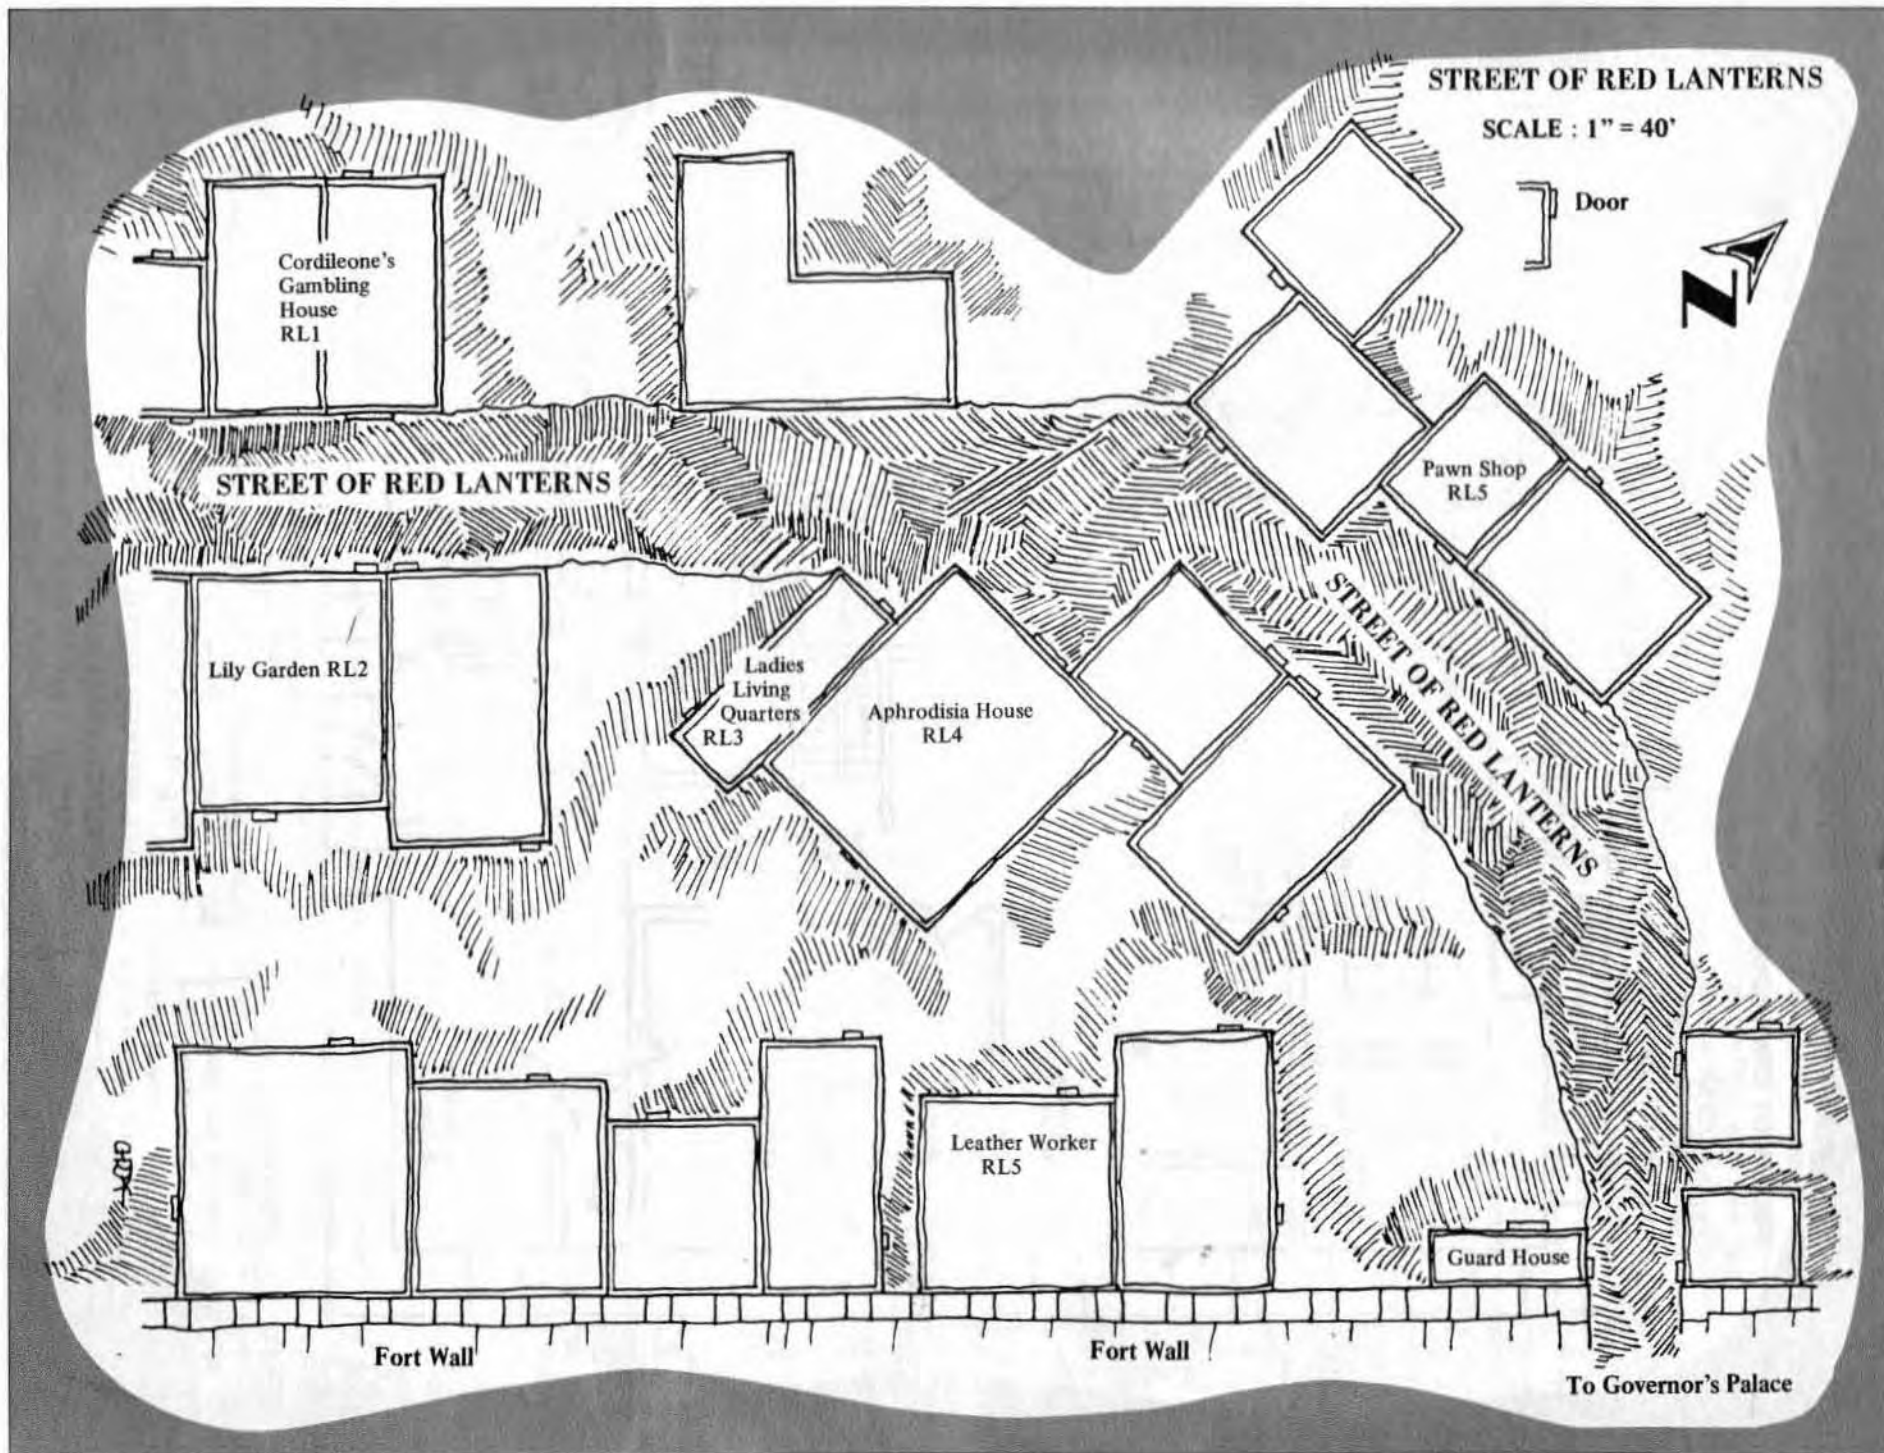 STREET OF RED LANTERNS
SCALE : 1" = 40'
Door
N
Cordileone's
Gambling
House
RL1
STREET OF RED LANTERNS
Pawn Shop
RL5
Lily Garden RL2
Ladies
Living
Quarters
RL3
Aphrodisia House
RL4
STREET OF RED LANTERNS
Leather Worker
RL5
Guard House
Fort Wall
Fort Wall
To Governor's Palace